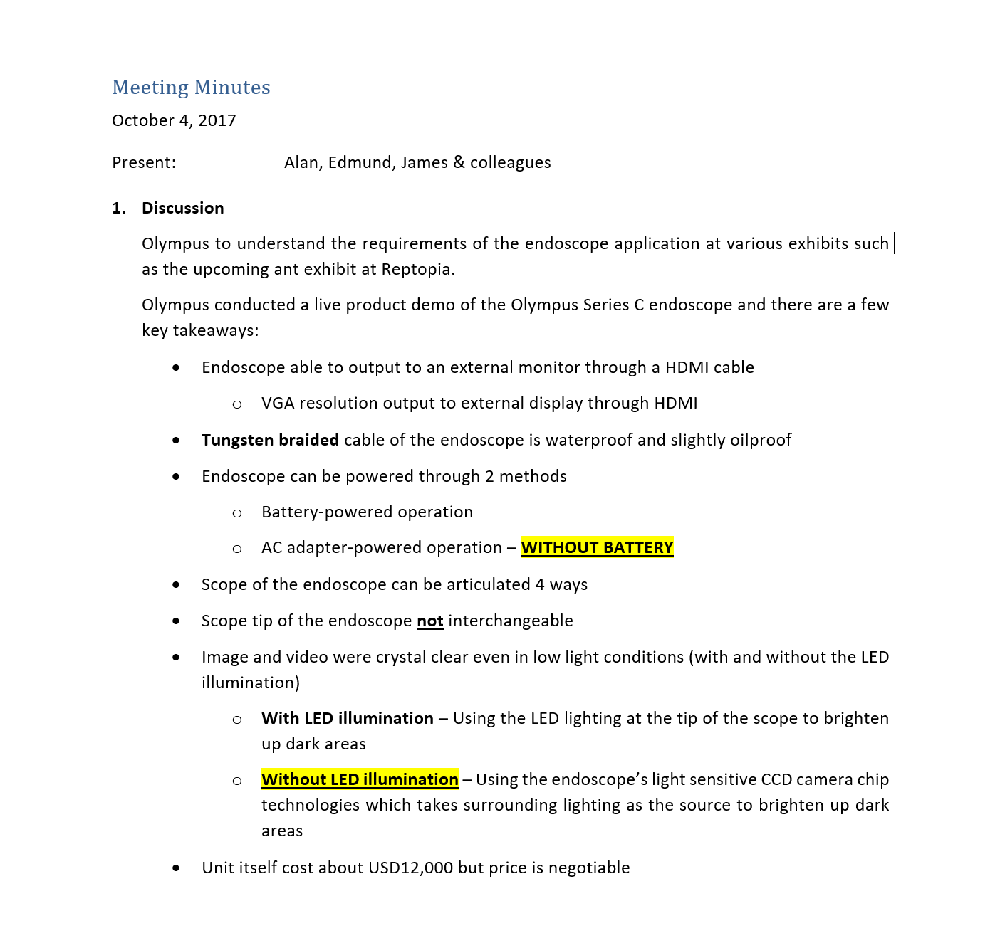 Meeting Minutes
October 4, 2017
Present: Alan, Edmund, James & colleagues
1. Discussion
Olympus to understand the requirements of the endoscope application at various exhibits such
as the upcoming ant exhibit at Reptopia.
Olympus conducted a live product demo of the Olympus Series C endoscope and there are a few
key takeaways:
• Endoscope able to output to an external monitor through a HDMI cable
o VGA resolution output to external display through HDMI
• Tungsten braided cable of the endoscope is waterproof and slightly oilproof
• Endoscope can be powered through 2 methods
o Battery-powered operation
o AC adapter-powered operation – WITHOUT BATTERY
• Scope of the endoscope can be articulated 4 ways
• Scope tip of the endoscope not interchangeable
• Image and video were crystal clear even in low light conditions (with and without the LED
illumination)
o With LED illumination – Using the LED lighting at the tip of the scope to brighten
up dark areas
o Without LED illumination – Using the endoscope’s light sensitive CCD camera chip
technologies which takes surrounding lighting as the source to brighten up dark
areas
• Unit itself cost about USD12,000 but price is negotiable